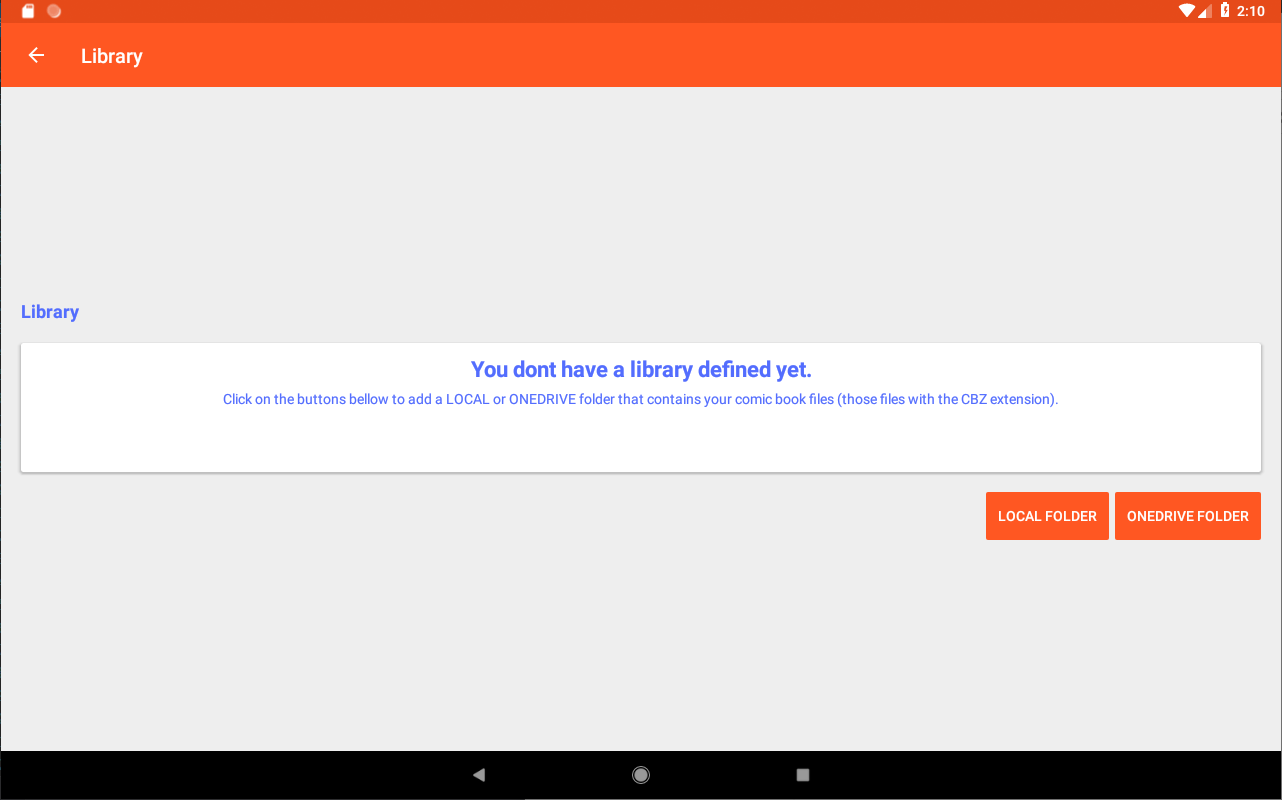 2:10
Library
Library
You dont have a library defined yet.
Click on the buttons bellow to add a LOCAL or ONEDRIVE folder that contains your comic book files (those files with the CBZ extension).
LOCAL FOLDER ONEDRIVE FOLDER